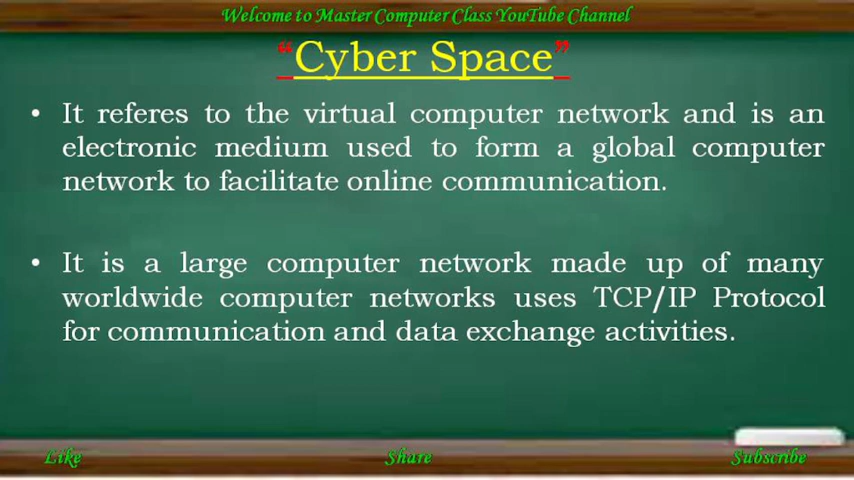 Welcome to Master Computer Class YouTube Channel
“Cyber Space”
• It referes to the virtual computer network and is an
electronic medium used to form a global computer
network to facilitate online communication.
• It is a large computer network made up of many
worldwide computer networks uses TCP/IP Protocol
for communication and data exchange activities.
Like Share Subscribe